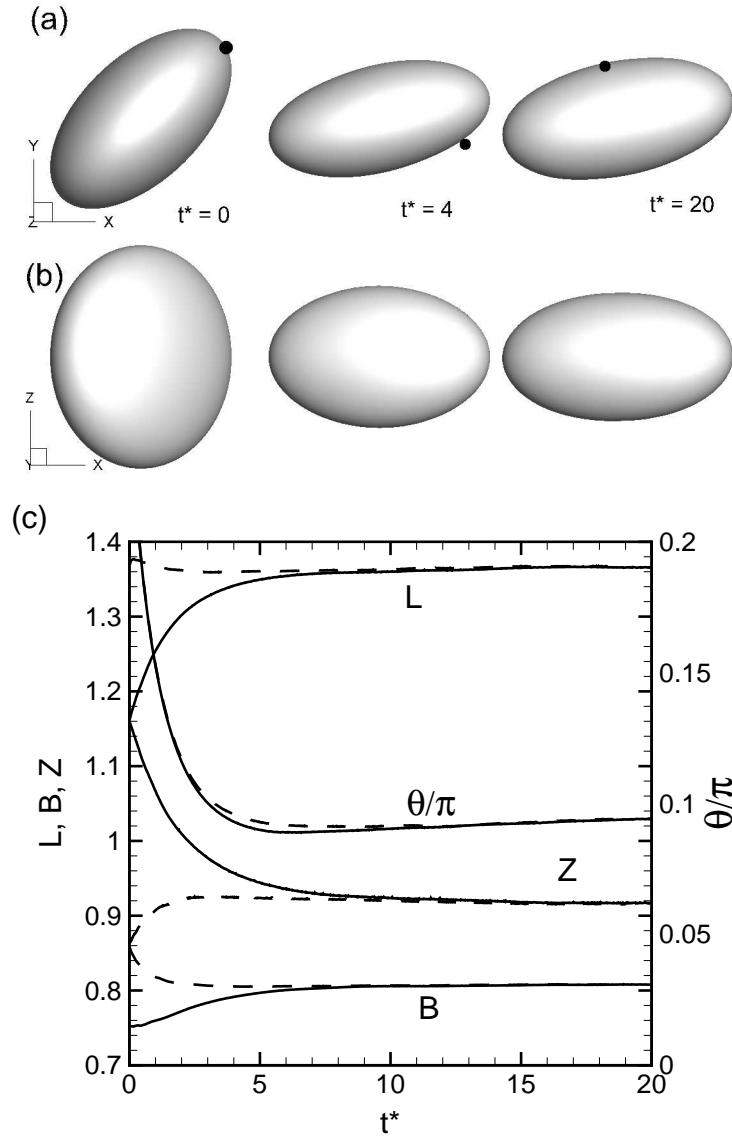 (a)
Y
Z X
t* = 0
t* = 4
t* = 20
(b)
Z
Y X
(c)
1.4
1.3
1.2
1.1
1
0.9
0.8
0.7
L, B, Z
0.2
0.15
0.1
0.05
0
θ/π
L
θ/π
Z
B
0 5 10 15 20
t*